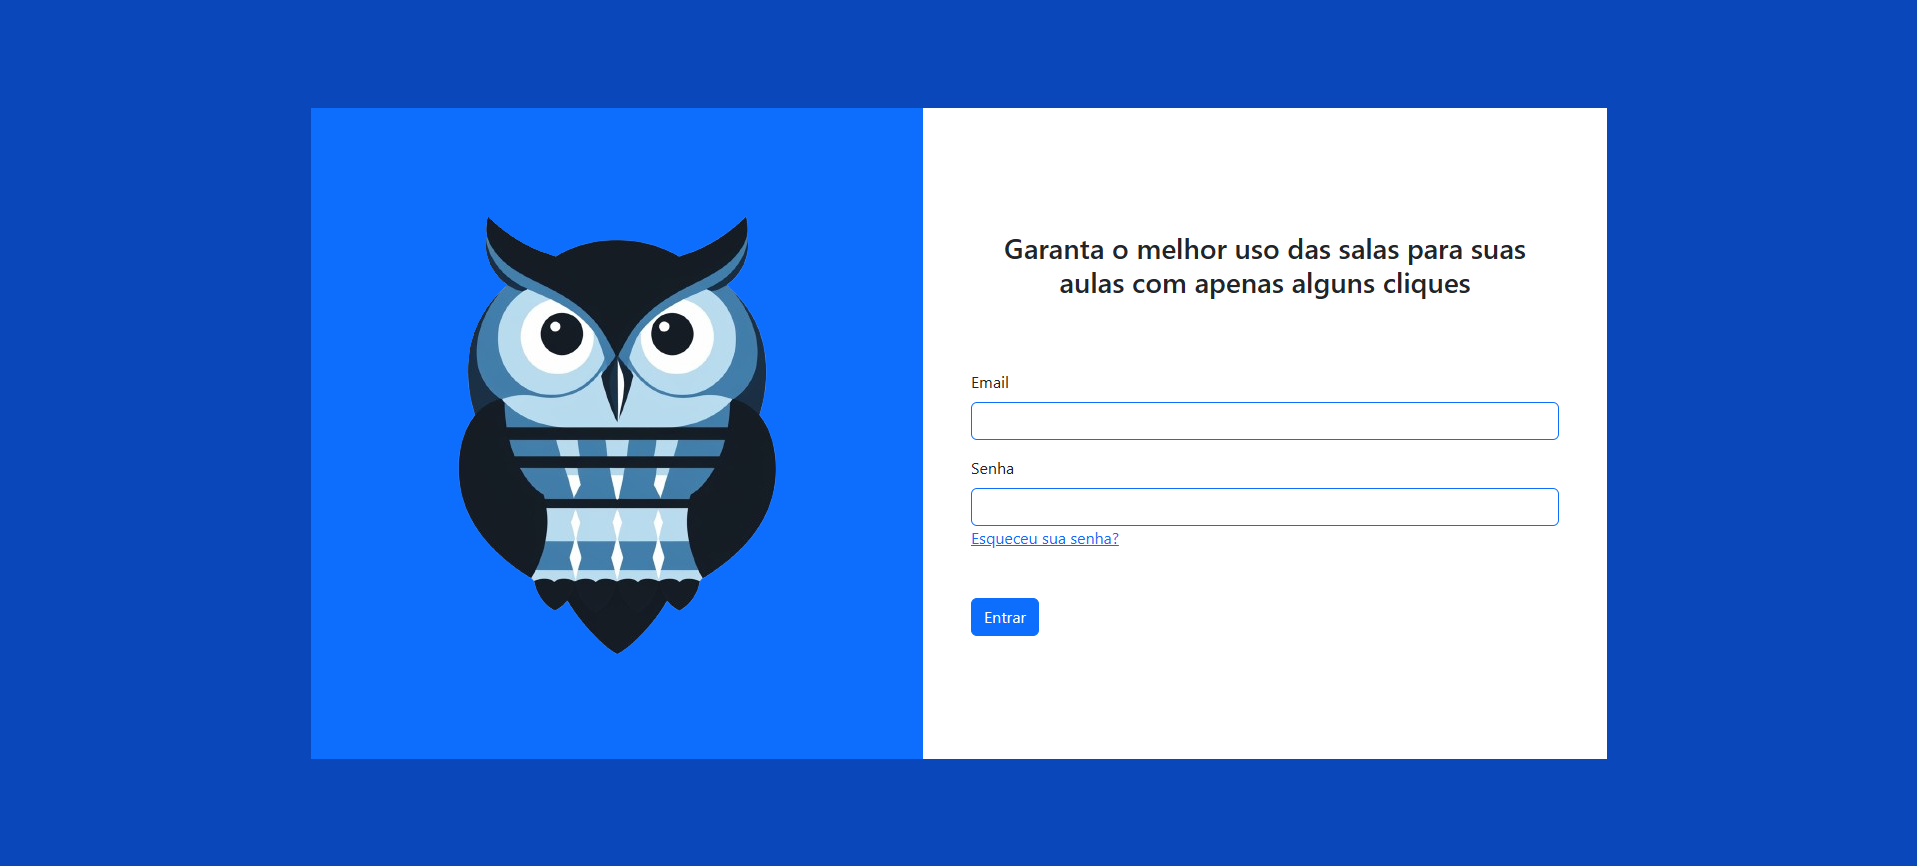 Garanta o melhor uso das salas para suas
aulas com apenas alguns cliques
Email
Senha
Esqueceu sua senha?
Entrar